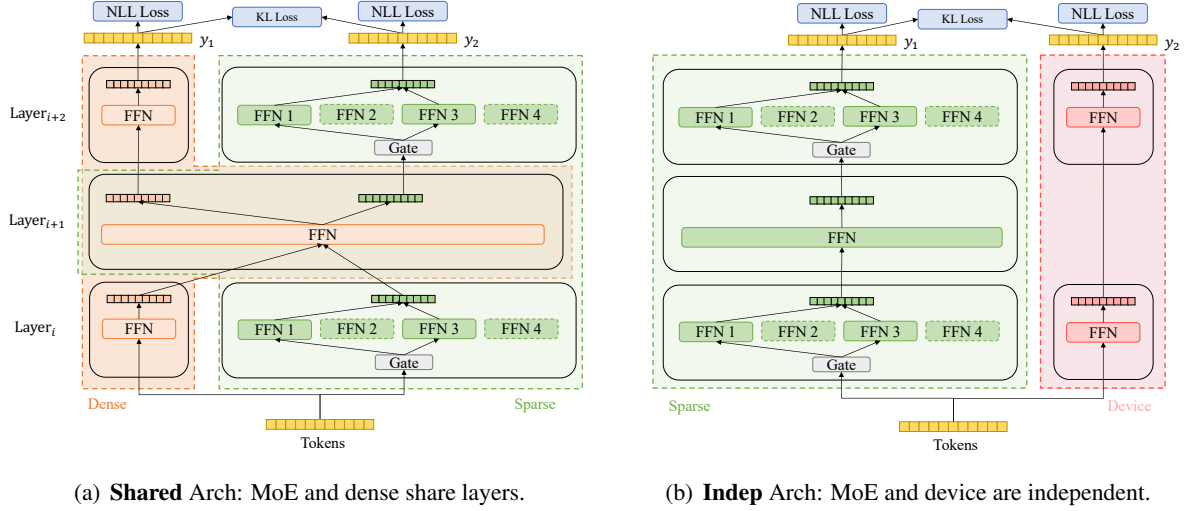 NLL Loss KL Loss NLL Loss
y₁ y₂
Layerᵢ₊₂
FFN
FFN 1 FFN 2 FFN 3 FFN 4
Gate
Layerᵢ₊₁
FFN
Layerᵢ
FFN
FFN 1 FFN 2 FFN 3 FFN 4
Gate
Dense
Sparse
Tokens
(a) Shared Arch: MoE and dense share layers.
NLL Loss KL Loss NLL Loss
y₁ y₂
FFN 1 FFN 2 FFN 3 FFN 4
Gate
FFN
FFN
FFN 1 FFN 2 FFN 3 FFN 4
Gate
FFN
Sparse
Device
Tokens
(b) Indep Arch: MoE and device are independent.